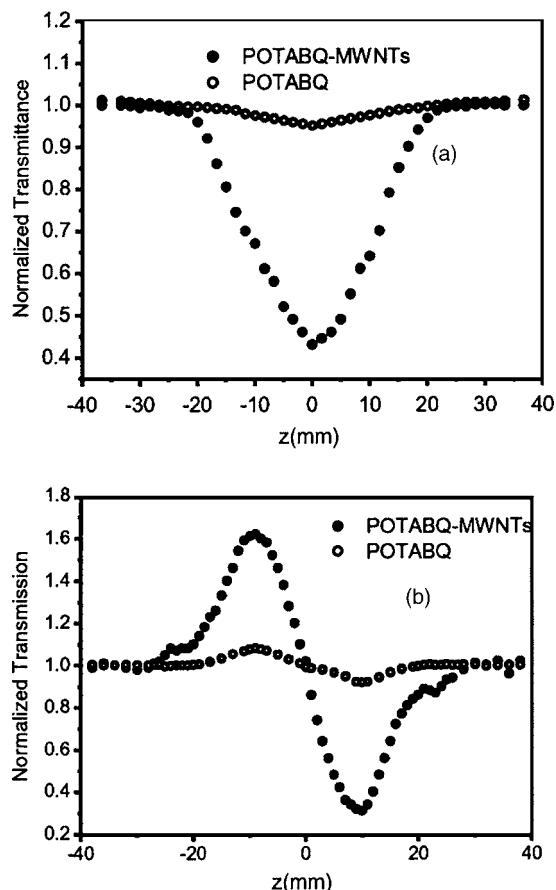 POTABQ-MWNTs
POTABQ
(a)
Normalized Transmittance
1.2
1.1
1.0
0.9
0.8
0.7
0.6
0.5
0.4
-40 -30 -20 -10 0 10 20 30 40
z(mm)
POTABQ-MWNTs
POTABQ
(b)
Normalized Transmission
1.8
1.6
1.4
1.2
1.0
0.8
0.6
0.4
0.2
-40 -20 0 20 40
z(mm)